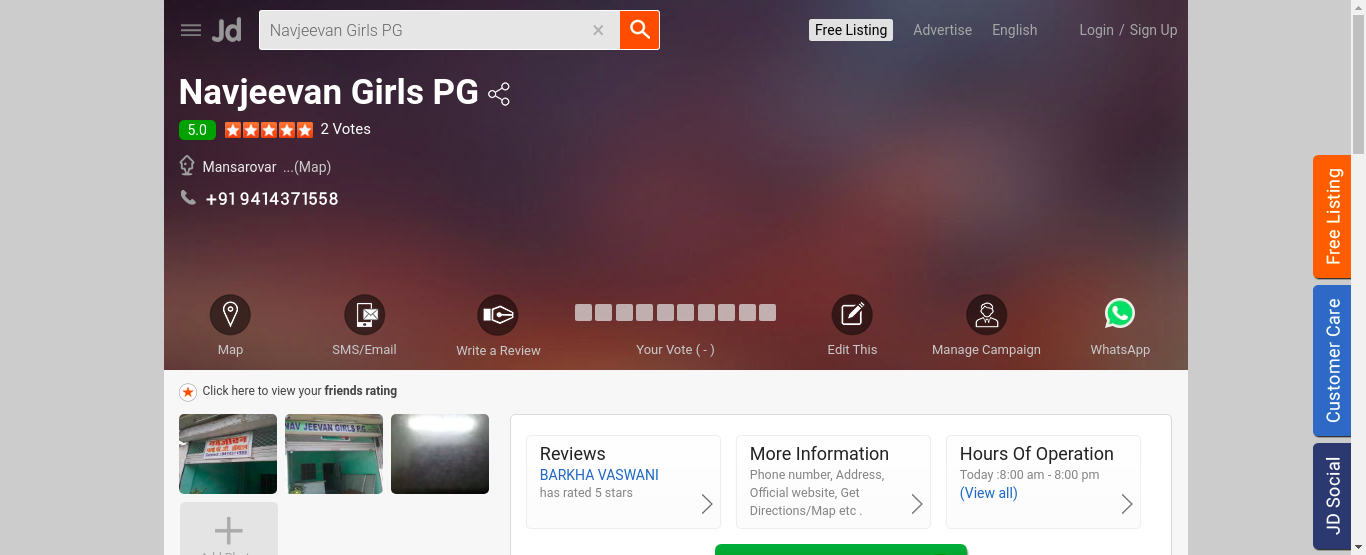 Jd
Navjeevan Girls PG ×
Free Listing
Advertise
English
Login / Sign Up
Navjeevan Girls PG
5.0 2 Votes
Mansarovar ...(Map)
+91 9414371558
Map
SMS/Email
Write a Review
Your Vote ( - )
Edit This
Manage Campaign
WhatsApp
Click here to view your friends rating
NAV JEEVAN GIRLS P.G.
Reviews
BARKHA VASWANI
has rated 5 stars
More Information
Phone number, Address,
Official website, Get
Directions/Map etc .
Hours Of Operation
Today :8:00 am - 8:00 pm
(View all)
Free Listing
Customer Care
JD Social